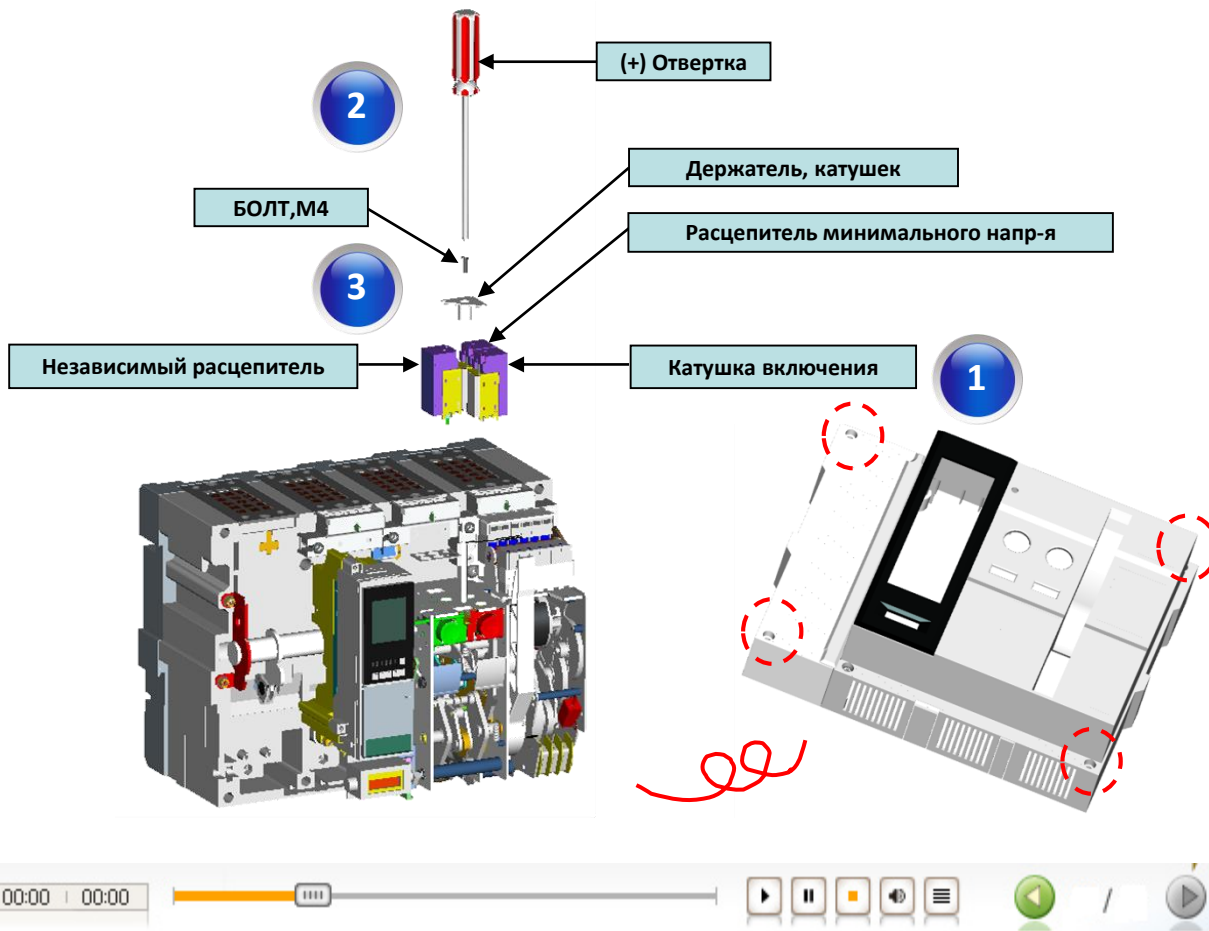 (+) Отвертка
2
Держатель, катушек
БОЛТ,М4
Расцепитель минимального напр-я
3
Независимый расцепитель
Катушка включения
1
00:00 | 00:00
/